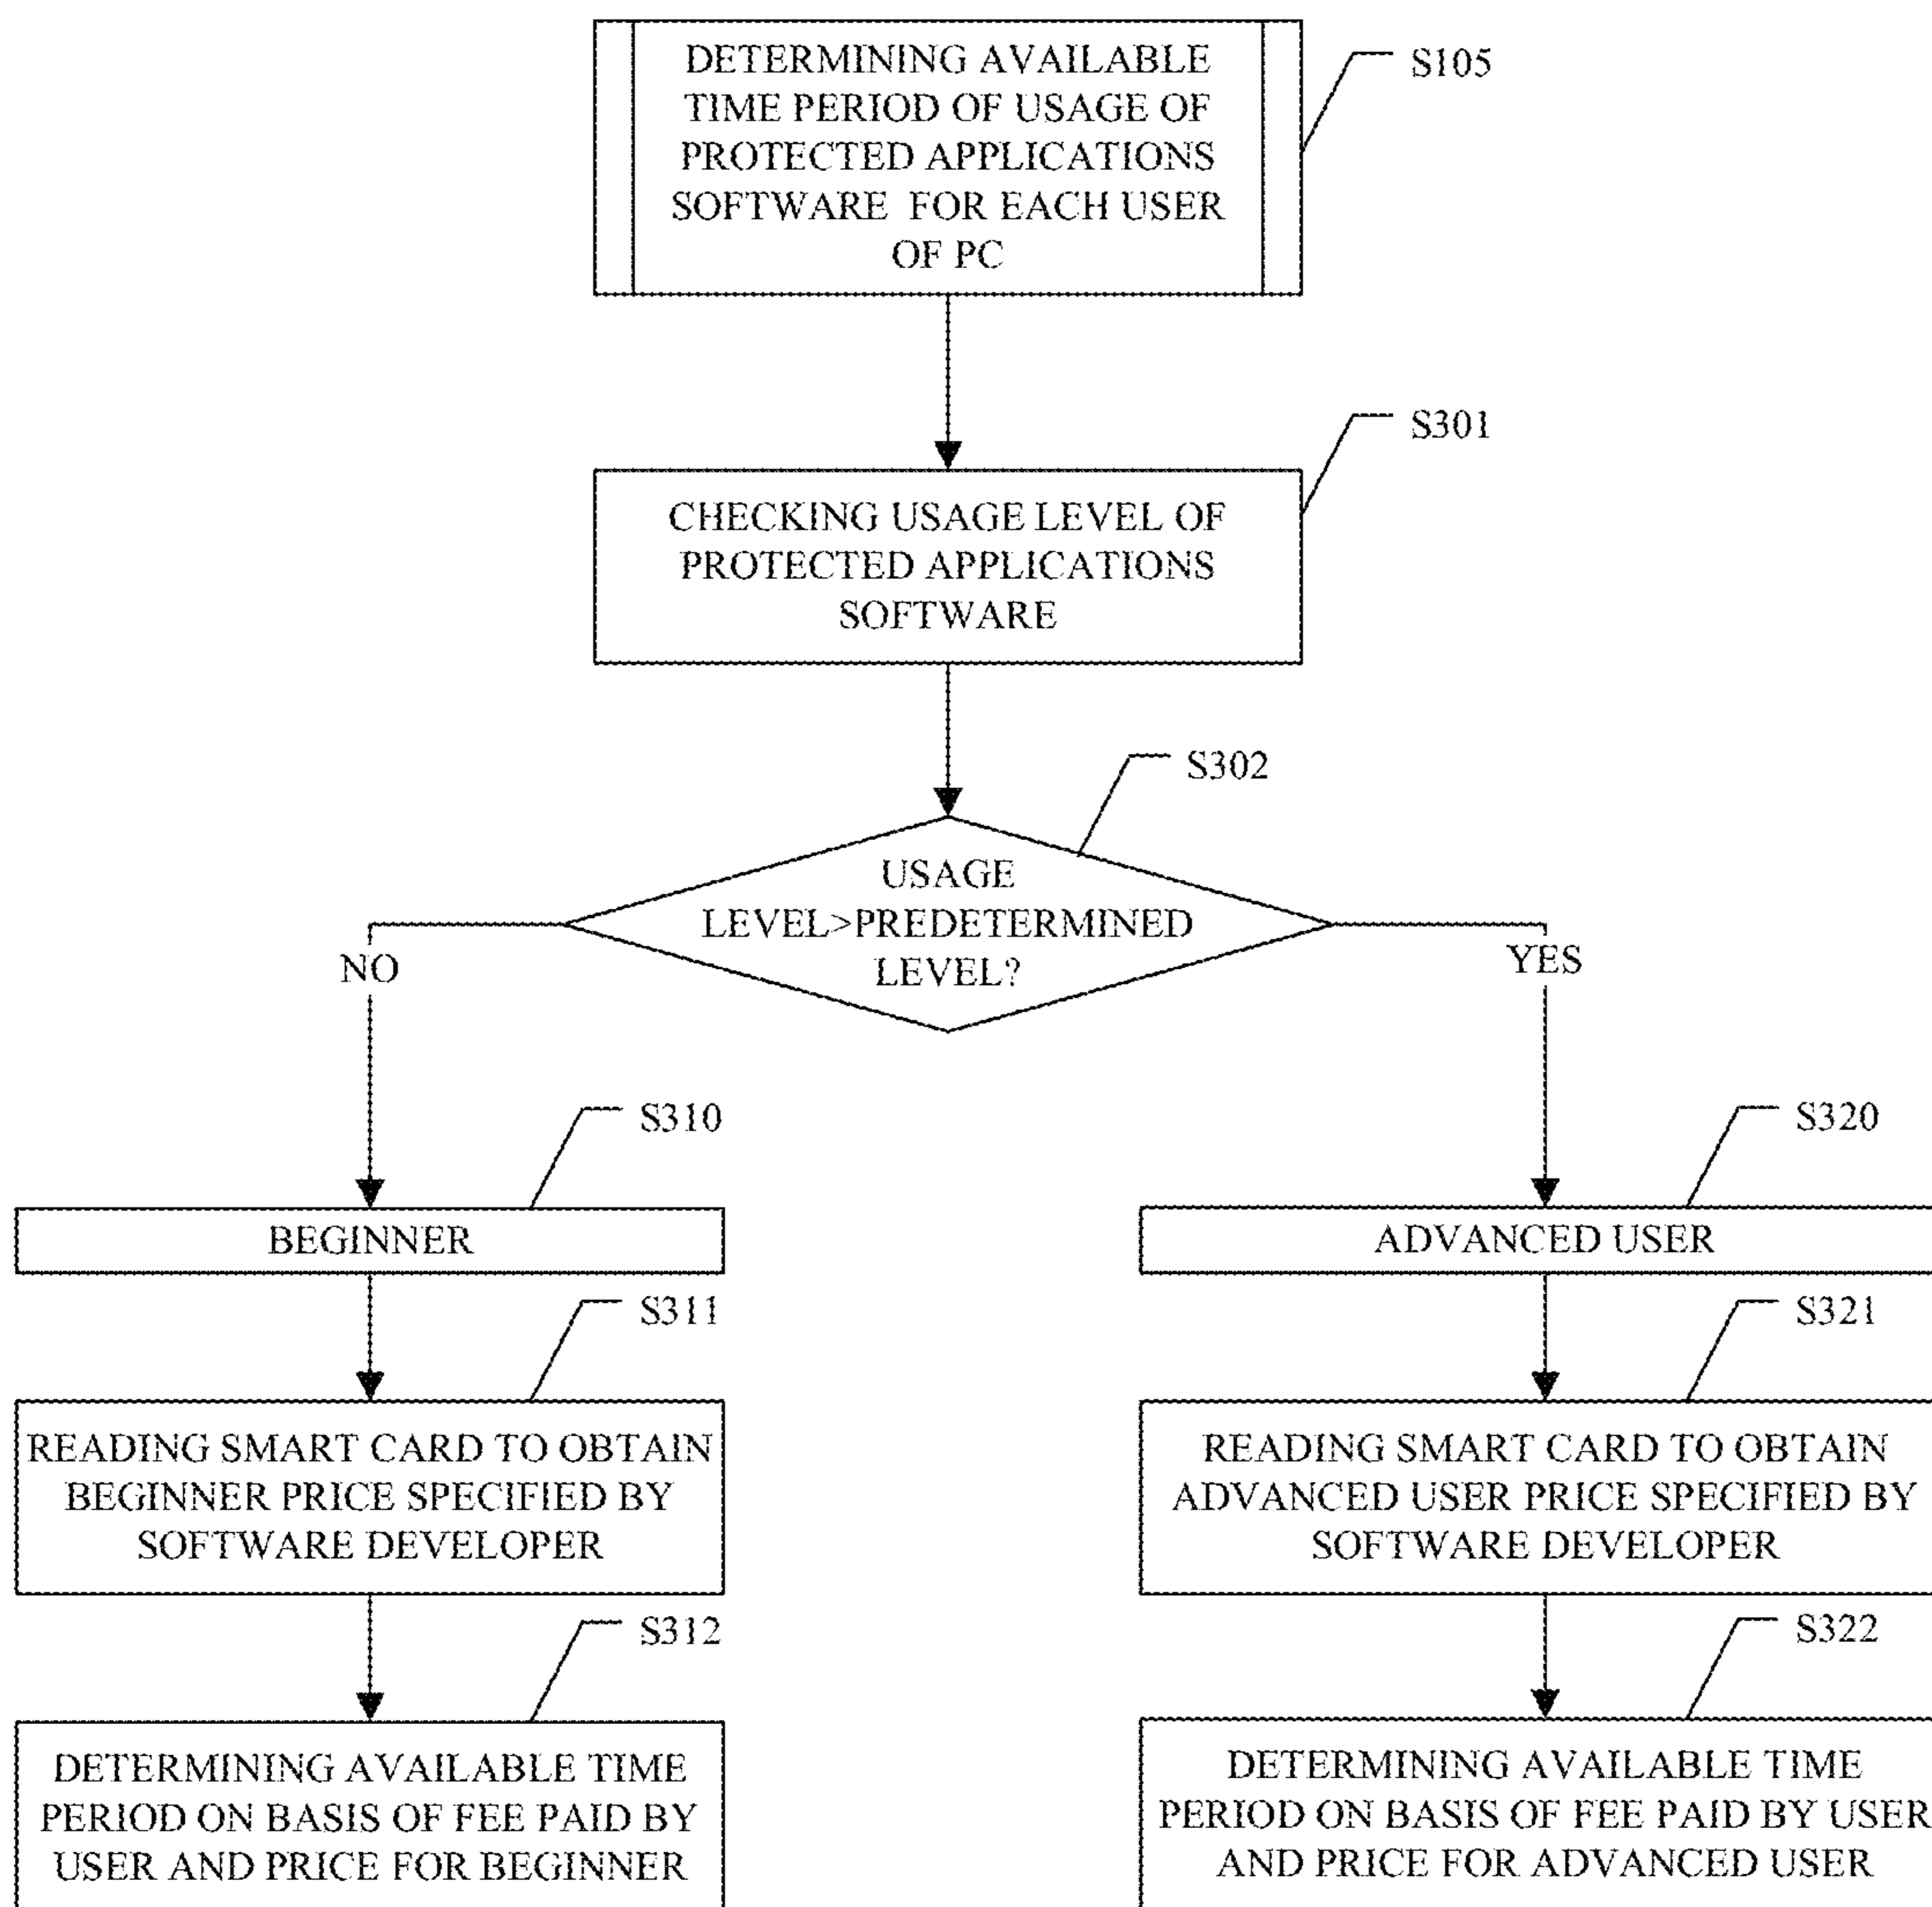 DETERMINING AVAILABLE
TIME PERIOD OF USAGE OF
PROTECTED APPLICATIONS
SOFTWARE FOR EACH USER
OF PC
S105
S301
CHECKING USAGE LEVEL OF
PROTECTED APPLICATIONS
SOFTWARE
S302
USAGE
LEVEL>PREDETERMINED
LEVEL?
NO
YES
S310
BEGINNER
S311
READING SMART CARD TO OBTAIN
BEGINNER PRICE SPECIFIED BY
SOFTWARE DEVELOPER
S312
DETERMINING AVAILABLE TIME
PERIOD ON BASIS OF FEE PAID BY
USER AND PRICE FOR BEGINNER
S320
ADVANCED USER
S321
READING SMART CARD TO OBTAIN
ADVANCED USER PRICE SPECIFIED BY
SOFTWARE DEVELOPER
S322
DETERMINING AVAILABLE TIME
PERIOD ON BASIS OF FEE PAID BY USER
AND PRICE FOR ADVANCED USER